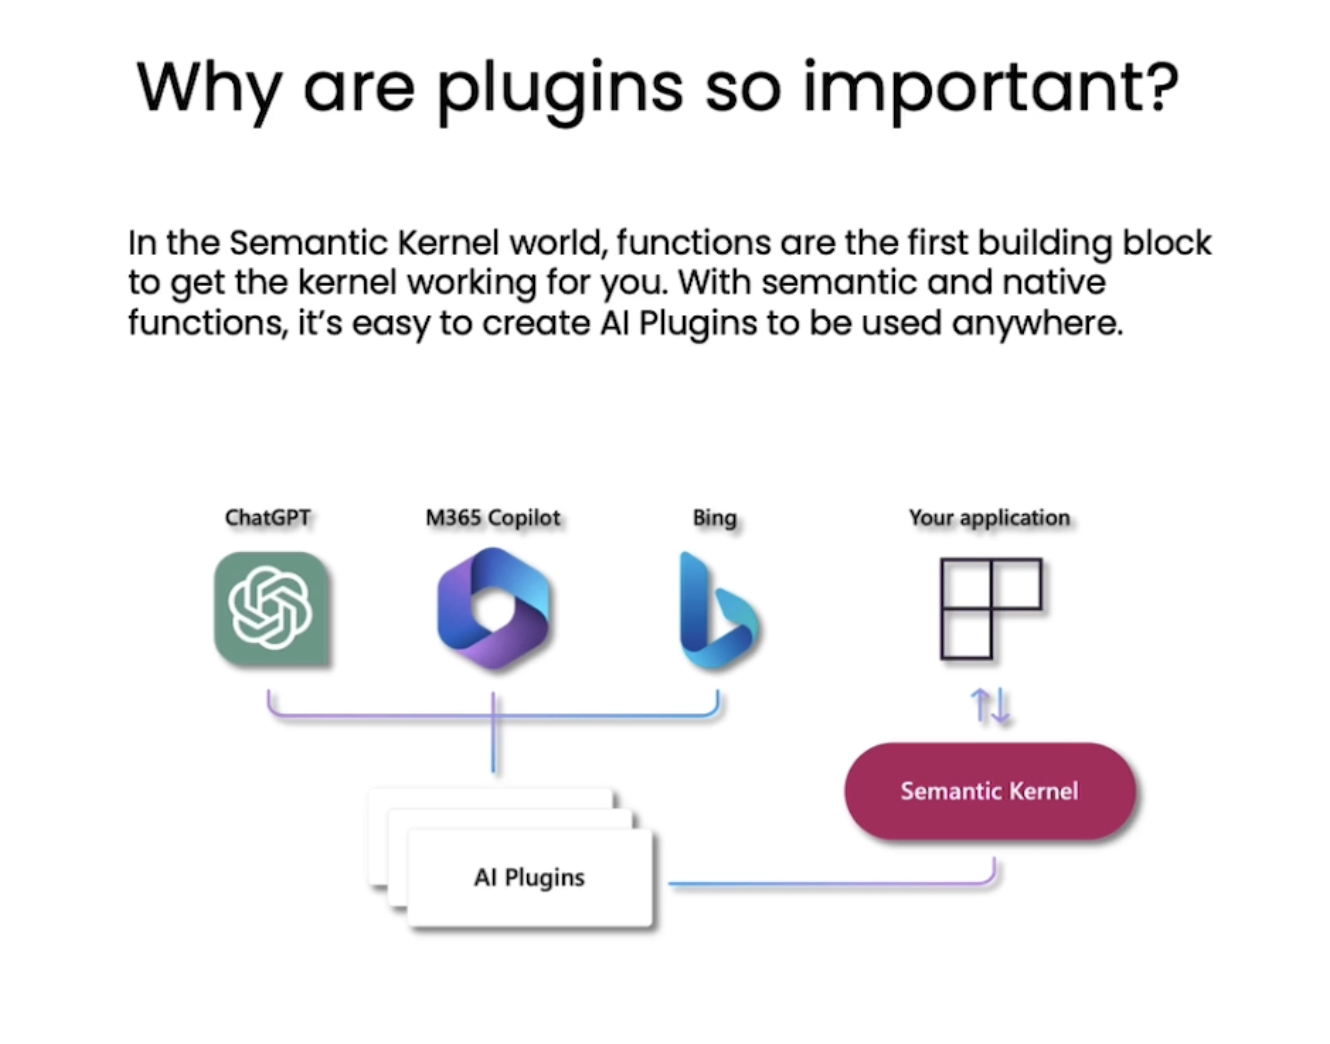 Why are plugins so important?
In the Semantic Kernel world, functions are the first building block
to get the kernel working for you. With semantic and native
functions, it’s easy to create AI Plugins to be used anywhere.
ChatGPT
M365 Copilot
Bing
Your application
Semantic Kernel
AI Plugins